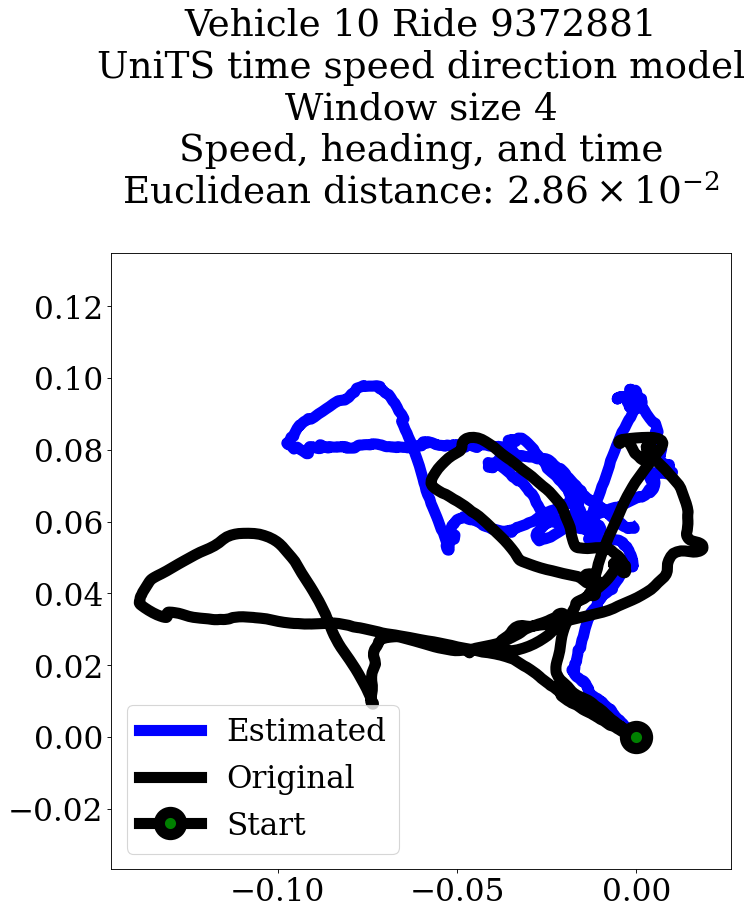 Vehicle 10 Ride 9372881
UniTS time speed direction model
Window size 4
Speed, heading, and time
Euclidean distance: 2.86 × 10⁻²
0.12
0.10
0.08
0.06
0.04
0.02
0.00
−0.02
Estimated
Original
Start
−0.10
−0.05
0.00